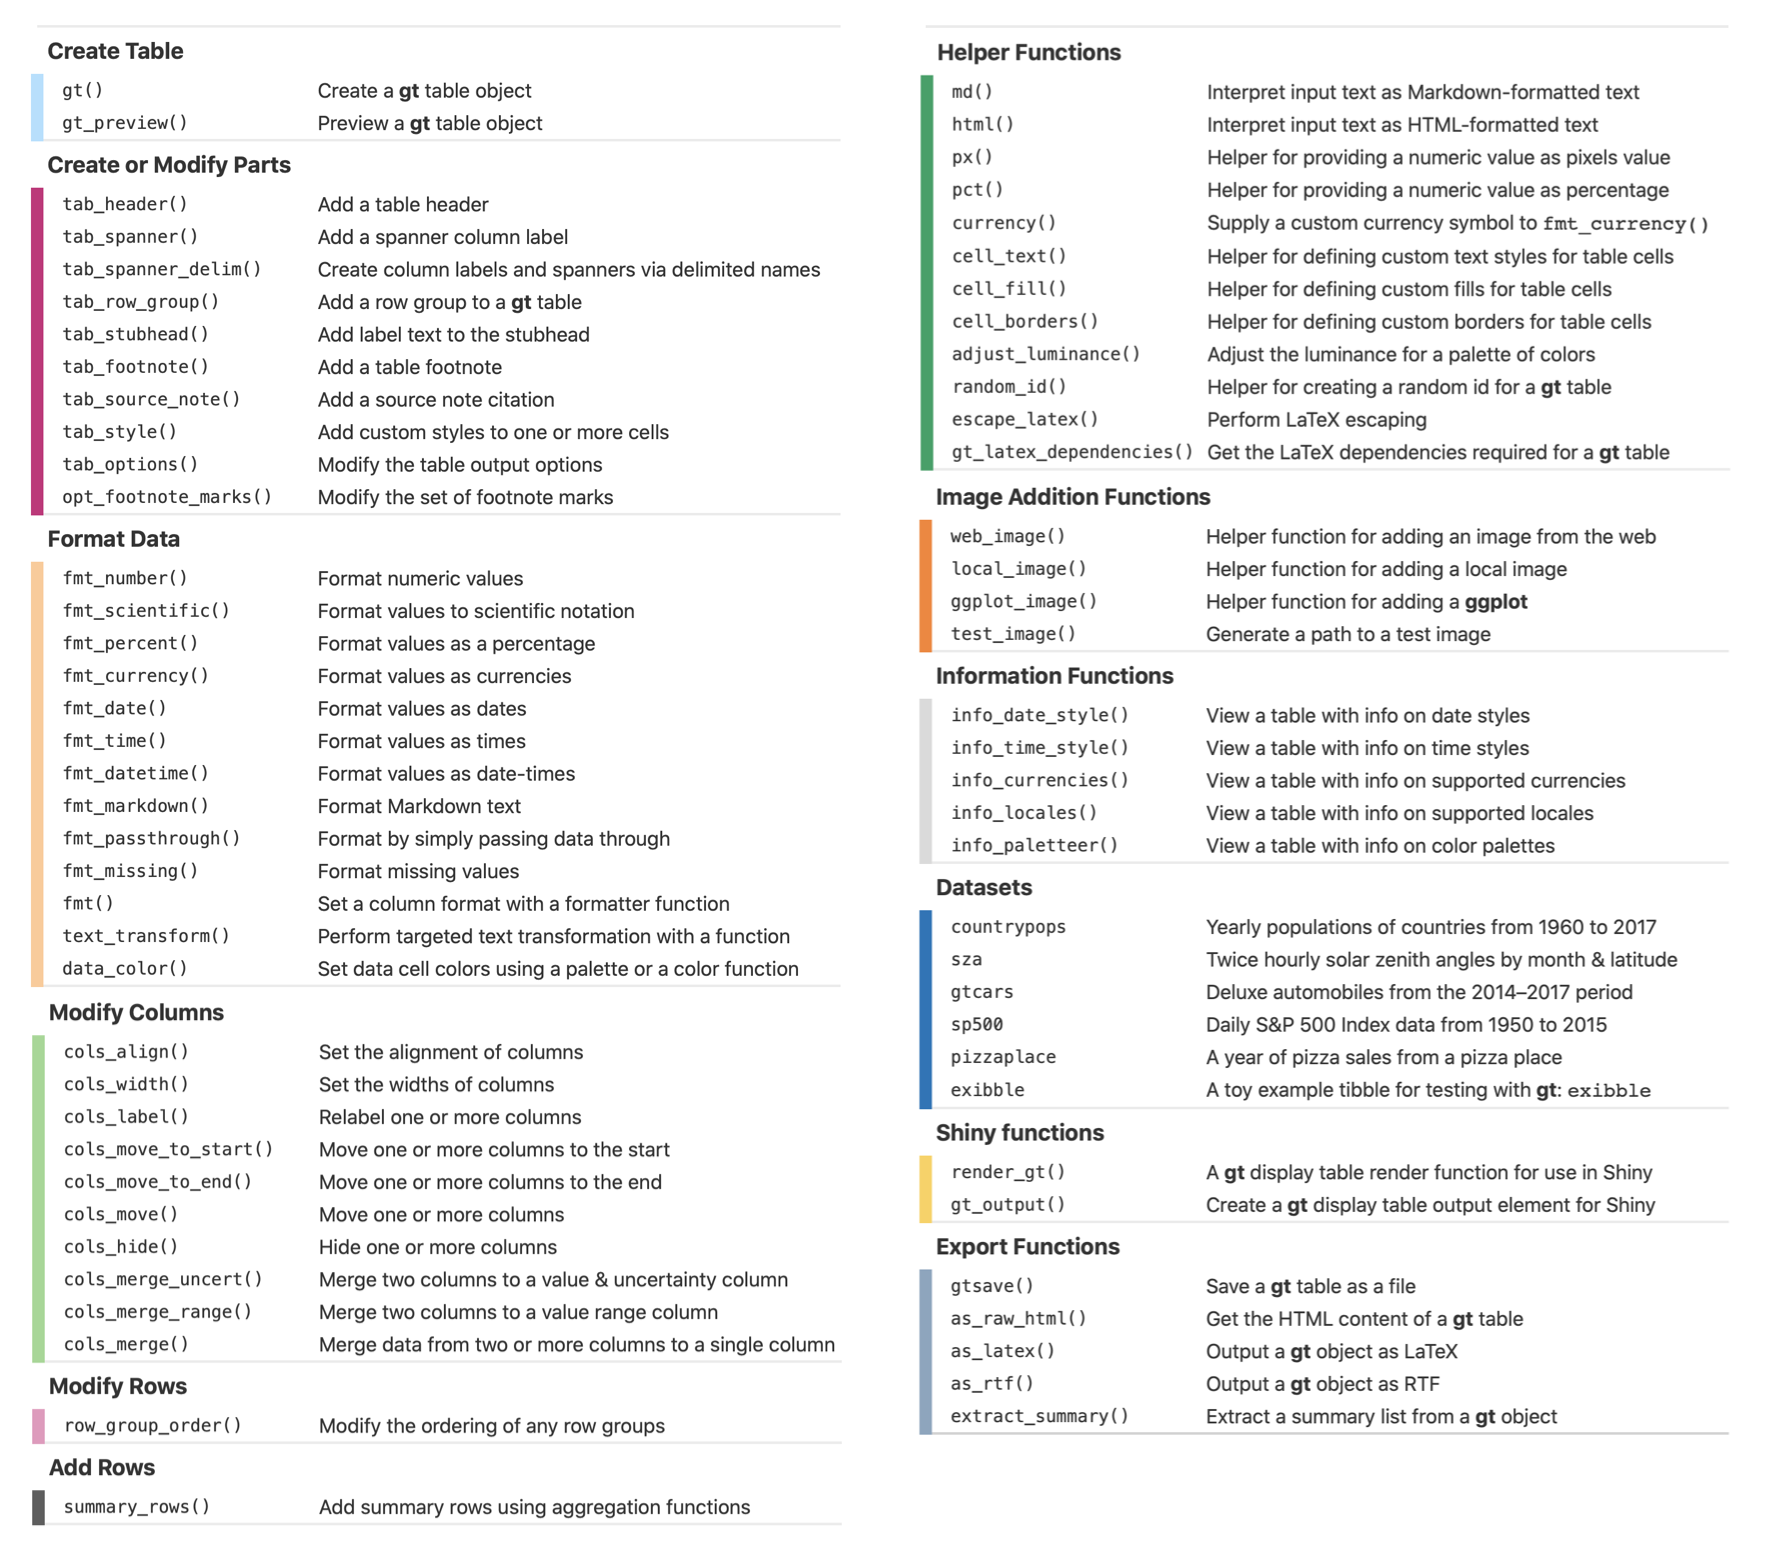 Create Table
gt() Create a gt table object
gt_preview() Preview a gt table object
Create or Modify Parts
tab_header() Add a table header
tab_spanner() Add a spanner column label
tab_spanner_delim() Create column labels and spanners via delimited names
tab_row_group() Add a row group to a gt table
tab_stubhead() Add label text to the stubhead
tab_footnote() Add a table footnote
tab_source_note() Add a source note citation
tab_style() Add custom styles to one or more cells
tab_options() Modify the table output options
opt_footnote_marks() Modify the set of footnote marks
Format Data
fmt_number() Format numeric values
fmt_scientific() Format values to scientific notation
fmt_percent() Format values as a percentage
fmt_currency() Format values as currencies
fmt_date() Format values as dates
fmt_time() Format values as times
fmt_datetime() Format values as date-times
fmt_markdown() Format Markdown text
fmt_passthrough() Format by simply passing data through
fmt_missing() Format missing values
fmt() Set a column format with a formatter function
text_transform() Perform targeted text transformation with a function
data_color() Set data cell colors using a palette or a color function
Modify Columns
cols_align() Set the alignment of columns
cols_width() Set the widths of columns
cols_label() Relabel one or more columns
cols_move_to_start() Move one or more columns to the start
cols_move_to_end() Move one or more columns to the end
cols_move() Move one or more columns
cols_hide() Hide one or more columns
cols_merge_uncert() Merge two columns to a value & uncertainty column
cols_merge_range() Merge two columns to a value range column
cols_merge() Merge data from two or more columns to a single column
Modify Rows
row_group_order() Modify the ordering of any row groups
Add Rows
summary_rows() Add summary rows using aggregation functions
Helper Functions
md() Interpret input text as Markdown-formatted text
html() Interpret input text as HTML-formatted text
px() Helper for providing a numeric value as pixels value
pct() Helper for providing a numeric value as percentage
currency() Supply a custom currency symbol to fmt_currency()
cell_text() Helper for defining custom text styles for table cells
cell_fill() Helper for defining custom fills for table cells
cell_borders() Helper for defining custom borders for table cells
adjust_luminance() Adjust the luminance for a palette of colors
random_id() Helper for creating a random id for a gt table
escape_latex() Perform LaTeX escaping
gt_latex_dependencies() Get the LaTeX dependencies required for a gt table
Image Addition Functions
web_image() Helper function for adding an image from the web
local_image() Helper function for adding a local image
ggplot_image() Helper function for adding a ggplot
test_image() Generate a path to a test image
Information Functions
info_date_style() View a table with info on date styles
info_time_style() View a table with info on time styles
info_currencies() View a table with info on supported currencies
info_locales() View a table with info on supported locales
info_paletteer() View a table with info on color palettes
Datasets
countrypops Yearly populations of countries from 1960 to 2017
sza Twice hourly solar zenith angles by month & latitude
gtcars Deluxe automobiles from the 2014–2017 period
sp500 Daily S&P 500 Index data from 1950 to 2015
pizzaplace A year of pizza sales from a pizza place
exibble A toy example tibble for testing with gt: exibble
Shiny functions
render_gt() A gt display table render function for use in Shiny
gt_output() Create a gt display table output element for Shiny
Export Functions
gtsave() Save a gt table as a file
as_raw_html() Get the HTML content of a gt table
as_latex() Output a gt object as LaTeX
as_rtf() Output a gt object as RTF
extract_summary() Extract a summary list from a gt object